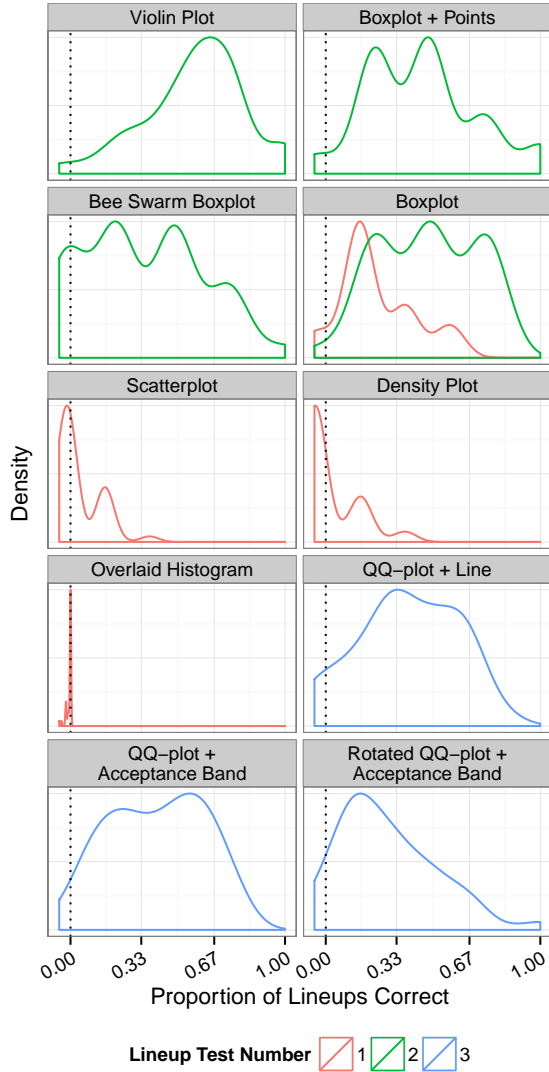 Violin Plot
Boxplot + Points
Bee Swarm Boxplot
Boxplot
Scatterplot
Density Plot
Overlaid Histogram
QQ−plot + Line
QQ−plot +
Acceptance Band
Rotated QQ−plot +
Acceptance Band
Density
0.00 0.33 0.67 1.00
0.00 0.33 0.67 1.00
Proportion of Lineups Correct
Lineup Test Number 1 2 3